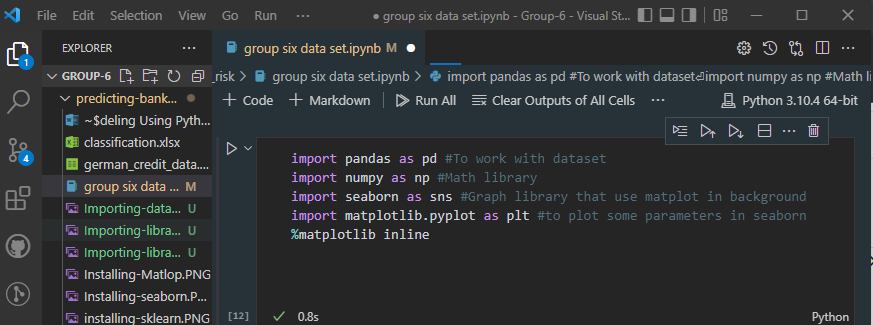 File Edit Selection View Go Run ··· ● group six data set.ipynb - Group-6 - Visual St...
EXPLORER ···
group six data set.ipynb M ●
GROUP-6
_risk > group six data set.ipynb > import pandas as pd #To work with dataset↵import numpy as np #Math li
predicting-bank...
+ Code + Markdown Run All Clear Outputs of All Cells ··· Python 3.10.4 64-bit
~$deling Using Pyth...
classification.xlsx
german_credit_data....
group six data ... M
Importing-data... U
Importing-libra... U
Importing-libra... U
Installing-Matlop.PNG
Installing-seaborn.P...
installing-sklearn.PNG
1
4
import pandas as pd #To work with dataset
import numpy as np #Math library
import seaborn as sns #Graph library that use matplot in background
import matplotlib.pyplot as plt #to plot some parameters in seaborn
%matplotlib inline
[12] ✓ 0.8s Python